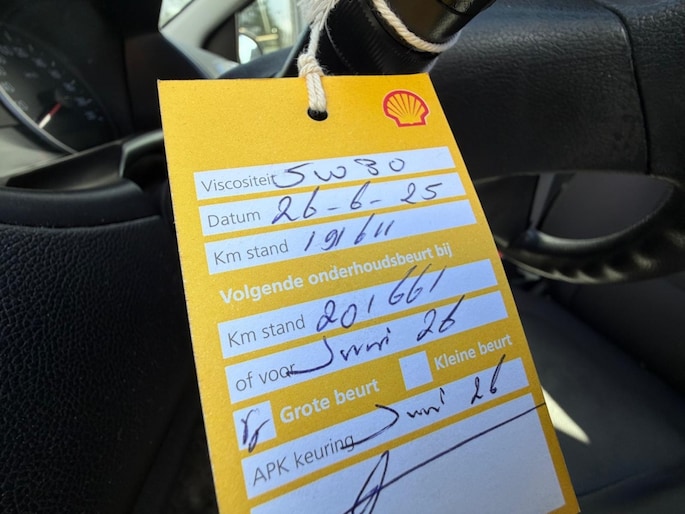 Viscositeit 5W30
Datum 26-6-25
Km stand 191611
Volgende onderhoudsbeurt bij
Km stand 201661
of voor Juni 26
Grote beurt Kleine beurt
APK keuring Juni 26